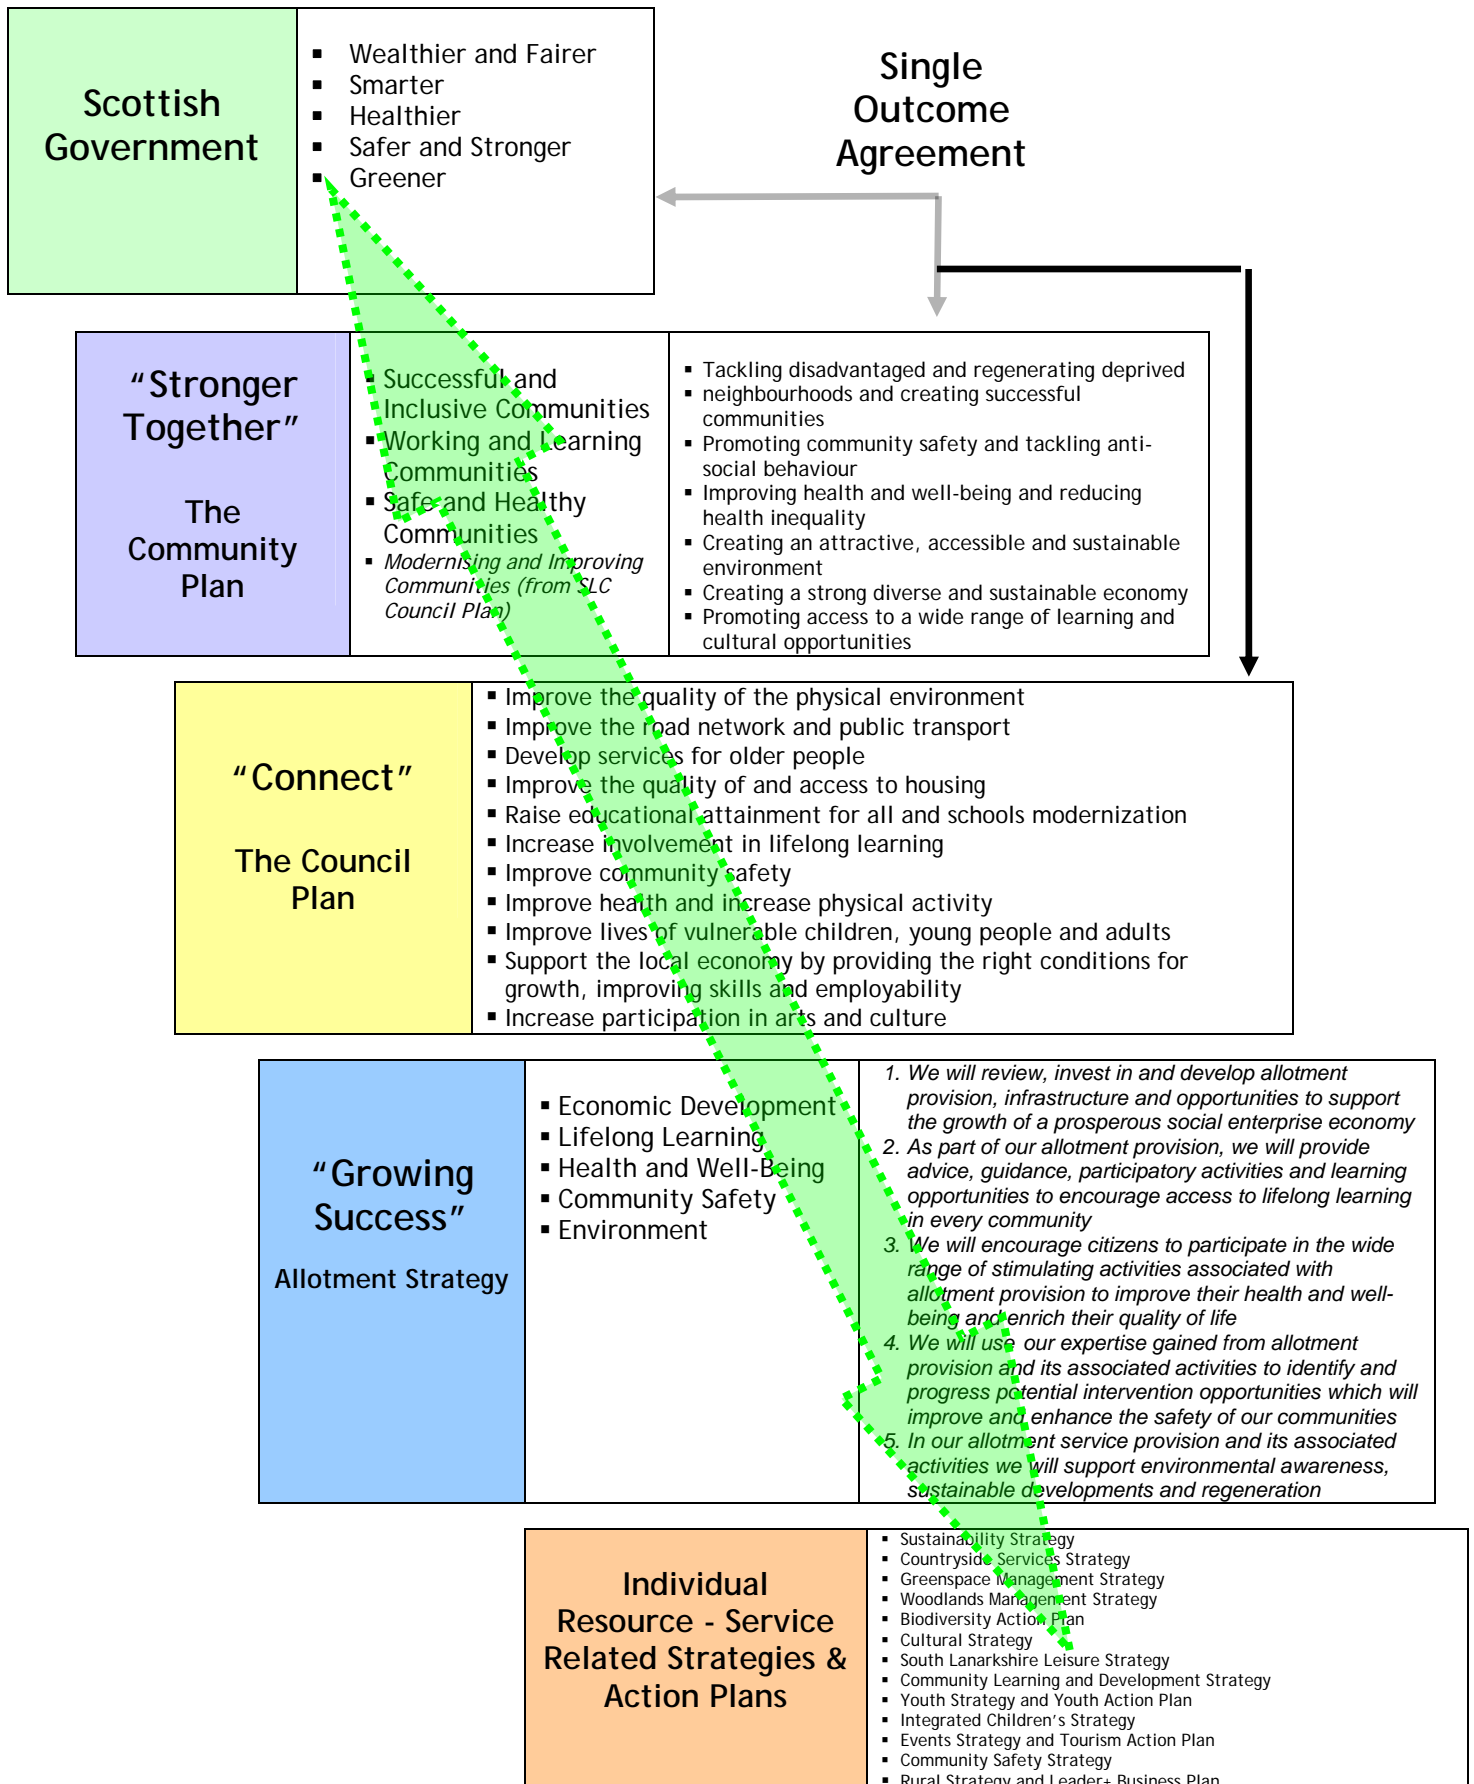 Scottish
Government
▪ Wealthier and Fairer
▪ Smarter
▪ Healthier
▪ Safer and Stronger
▪ Greener
Single
Outcome
Agreement
"Stronger
Together"
The
Community
Plan
▪ Successful and
Inclusive Communities
▪ Working and Learning
Communities
▪ Safe and Healthy
Communities
▪ Modernising and Improving
Communities (from SLC
Council Plan)
▪ Tackling disadvantaged and regenerating deprived
▪ neighbourhoods and creating successful
communities
▪ Promoting community safety and tackling anti-
social behaviour
▪ Improving health and well-being and reducing
health inequality
▪ Creating an attractive, accessible and sustainable
environment
▪ Creating a strong diverse and sustainable economy
▪ Promoting access to a wide range of learning and
cultural opportunities
"Connect"
The Council
Plan
▪ Improve the quality of the physical environment
▪ Improve the road network and public transport
▪ Develop services for older people
▪ Improve the quality of and access to housing
▪ Raise educational attainment for all and schools modernization
▪ Increase involvement in lifelong learning
▪ Improve community safety
▪ Improve health and increase physical activity
▪ Improve lives of vulnerable children, young people and adults
▪ Support the local economy by providing the right conditions for
growth, improving skills and employability
▪ Increase participation in arts and culture
"Growing
Success"
Allotment Strategy
▪ Economic Development
▪ Lifelong Learning
▪ Health and Well-Being
▪ Community Safety
▪ Environment
1. We will review, invest in and develop allotment
provision, infrastructure and opportunities to support
the growth of a prosperous social enterprise economy
2. As part of our allotment provision, we will provide
advice, guidance, participatory activities and learning
opportunities to encourage access to lifelong learning
in every community
3. We will encourage citizens to participate in the wide
range of stimulating activities associated with
allotment provision to improve their health and well-
being and enrich their quality of life
4. We will use our expertise gained from allotment
provision and its associated activities to identify and
progress potential intervention opportunities which will
improve and enhance the safety of our communities
5. In our allotment service provision and its associated
activities we will support environmental awareness,
sustainable developments and regeneration
Individual
Resource - Service
Related Strategies &
Action Plans
▪ Sustainability Strategy
▪ Countryside Services Strategy
▪ Greenspace Management Strategy
▪ Woodlands Management Strategy
▪ Biodiversity Action Plan
▪ Cultural Strategy
▪ South Lanarkshire Leisure Strategy
▪ Community Learning and Development Strategy
▪ Youth Strategy and Youth Action Plan
▪ Integrated Children's Strategy
▪ Events Strategy and Tourism Action Plan
▪ Community Safety Strategy
▪ Rural Strategy and Leader+ Business Plan